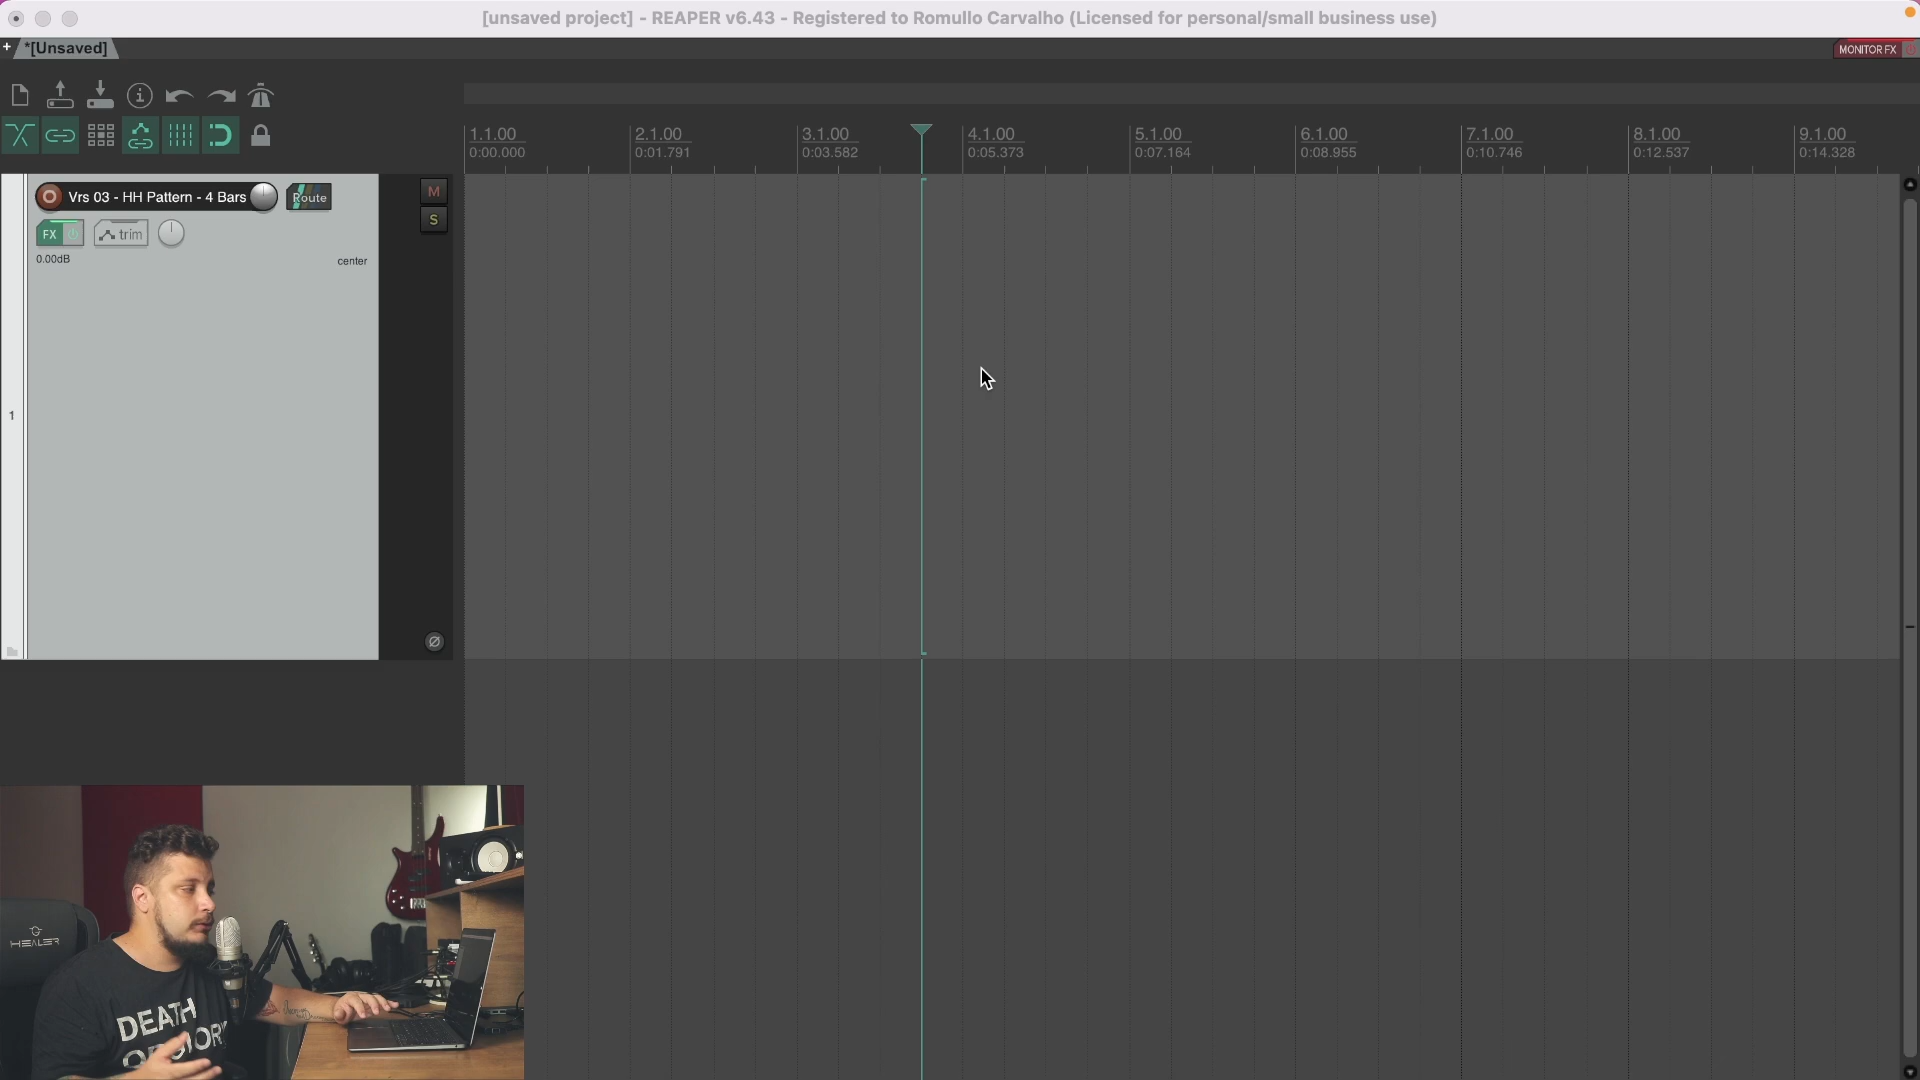 [unsaved project] - REAPER v6.43 - Registered to Romullo Carvalho (Licensed for personal/small business use)
+ *[Unsaved]
MONITOR FX
1.1.00 2.1.00 3.1.00 4.1.00 5.1.00 6.1.00 7.1.00 8.1.00 9.1.00
0:00.000 0:01.791 0:03.582 0:05.373 0:07.164 0:08.955 0:10.746 0:12.537 0:14.328
Vrs 03 - HH Pattern - 4 Bars Route M
S
FX trim
0.00dB center
1
HEALER
DEATH